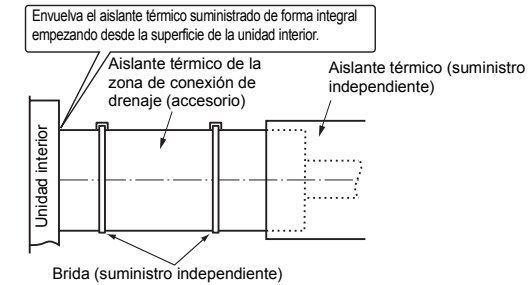 Envuelva el aislante térmico suministrado de forma integral
empezando desde la superficie de la unidad interior.
Aislante térmico de la
zona de conexión de
drenaje (accesorio)
Aislante térmico (suministro
independiente)
Unidad interior
Brida (suministro independiente)